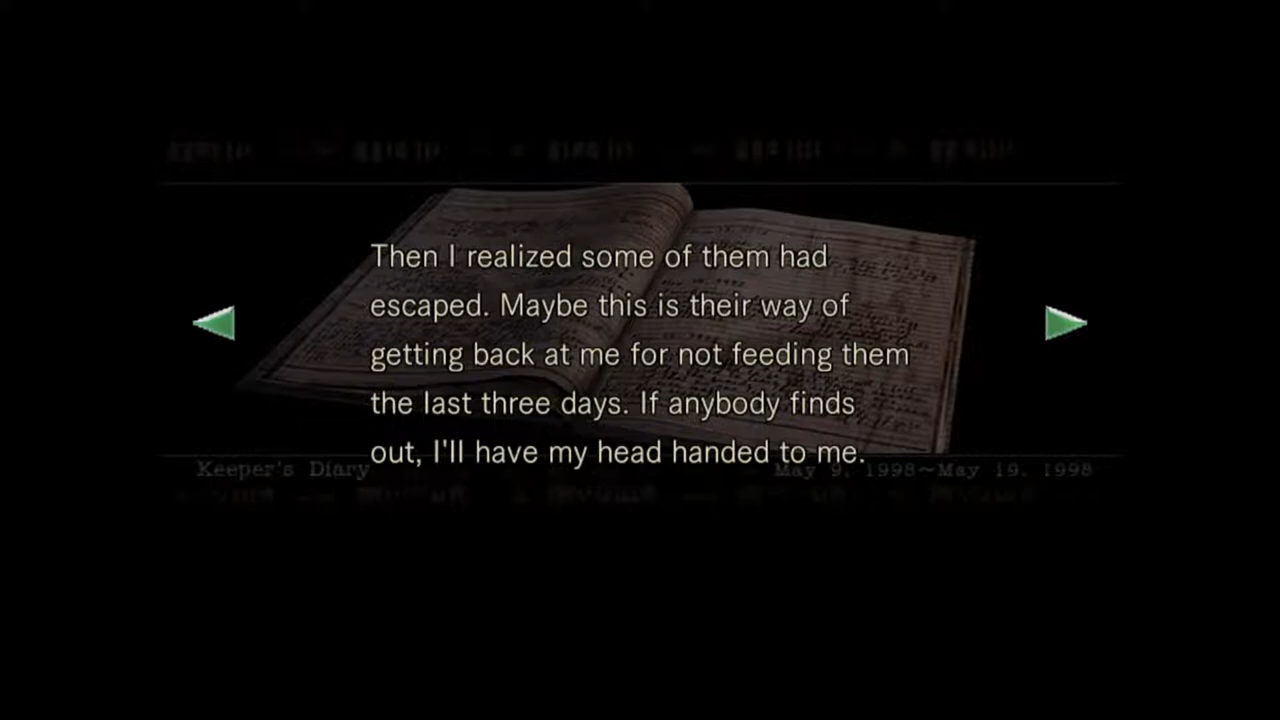 Then I realized some of them had
escaped. Maybe this is their way of
getting back at me for not feeding them
the last three days. If anybody finds
out, I'll have my head handed to me.
Keeper's Diary
May 9. 1998~May 19. 1998